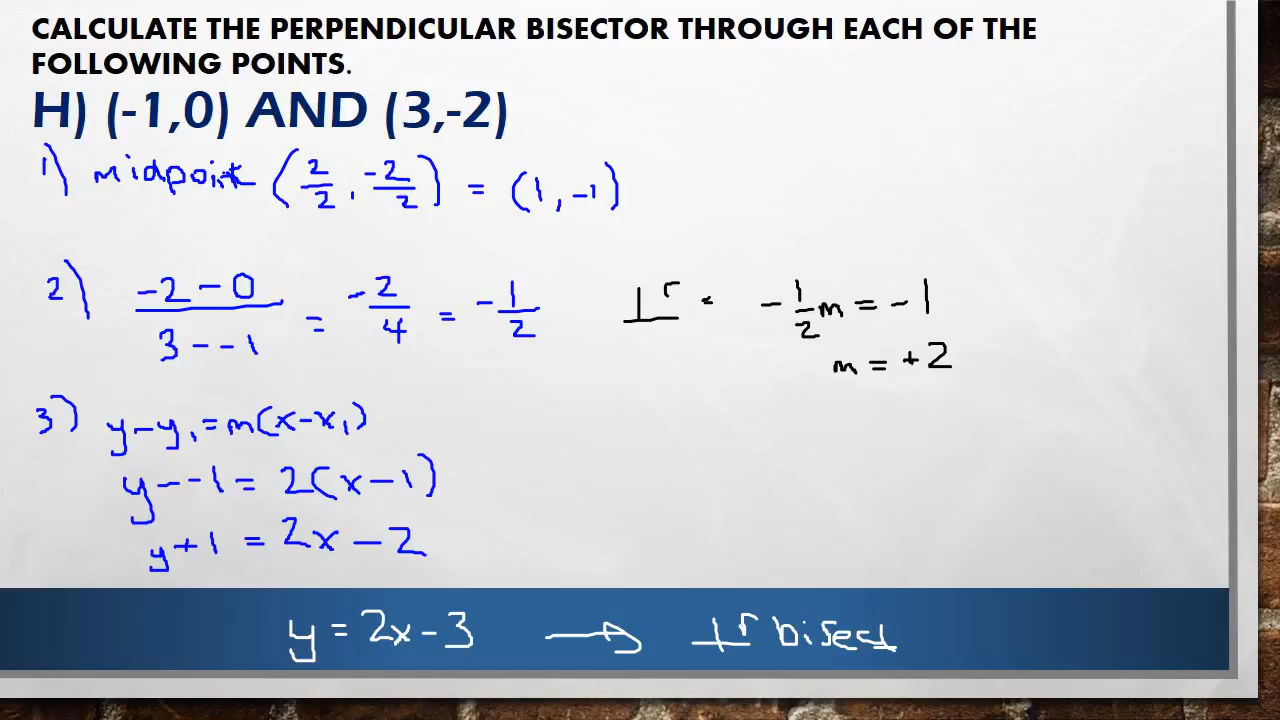 CALCULATE THE PERPENDICULAR BISECTOR THROUGH EACH OF THE
FOLLOWING POINTS.
H) (-1,0) AND (3,-2)
1) midpoint (2/2, -2/2) = (1, -1)
2) -2 - 0 / 3 - -1 = -2/4 = -1/2
⊥r - -1/2 m = -1
m = +2
3) y - y₁ = m(x - x₁)
y - -1 = 2(x - 1)
y + 1 = 2x - 2
y = 2x - 3 → ⊥r bisect